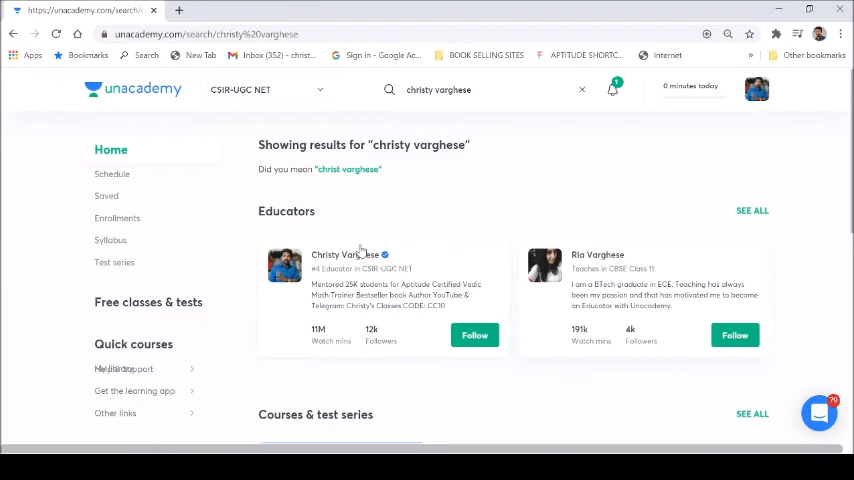 https://unacademy.com/search/c
unacademy.com/search/christy%20varghese
Apps
Bookmarks
Search
New Tab
Inbox (352) - christ...
Sign in - Google Ac...
BOOK SELLING SITES
APTITUDE SHORTC...
Internet
»
Other bookmarks
unacademy
CSIR-UGC NET
christy varghese
1
0 minutes today
Home
Schedule
Saved
Enrollments
Syllabus
Test series
Free classes & tests
Quick courses
Help & Support
Get the learning app
Other links
Showing results for "christy varghese"
Did you mean "christ varghese"
Educators
SEE ALL
Christy Varghese
#4 Educator in CSIR-UGC NET
Mentored 25K students for Aptitude Certified Vedic
Math Trainer Bestseller book Author YouTube &
Telegram: Christy's Classes CODE: CC10
11M 12k
Watch mins Followers
Follow
Ria Varghese
Teaches in CBSE Class 11
I am a BTech graduate in ECE. Teaching has always
been my passion and that has motivated me to become
an Educator with Unacademy.
191k 4k
Watch mins Followers
Follow
Courses & test series
SEE ALL
79